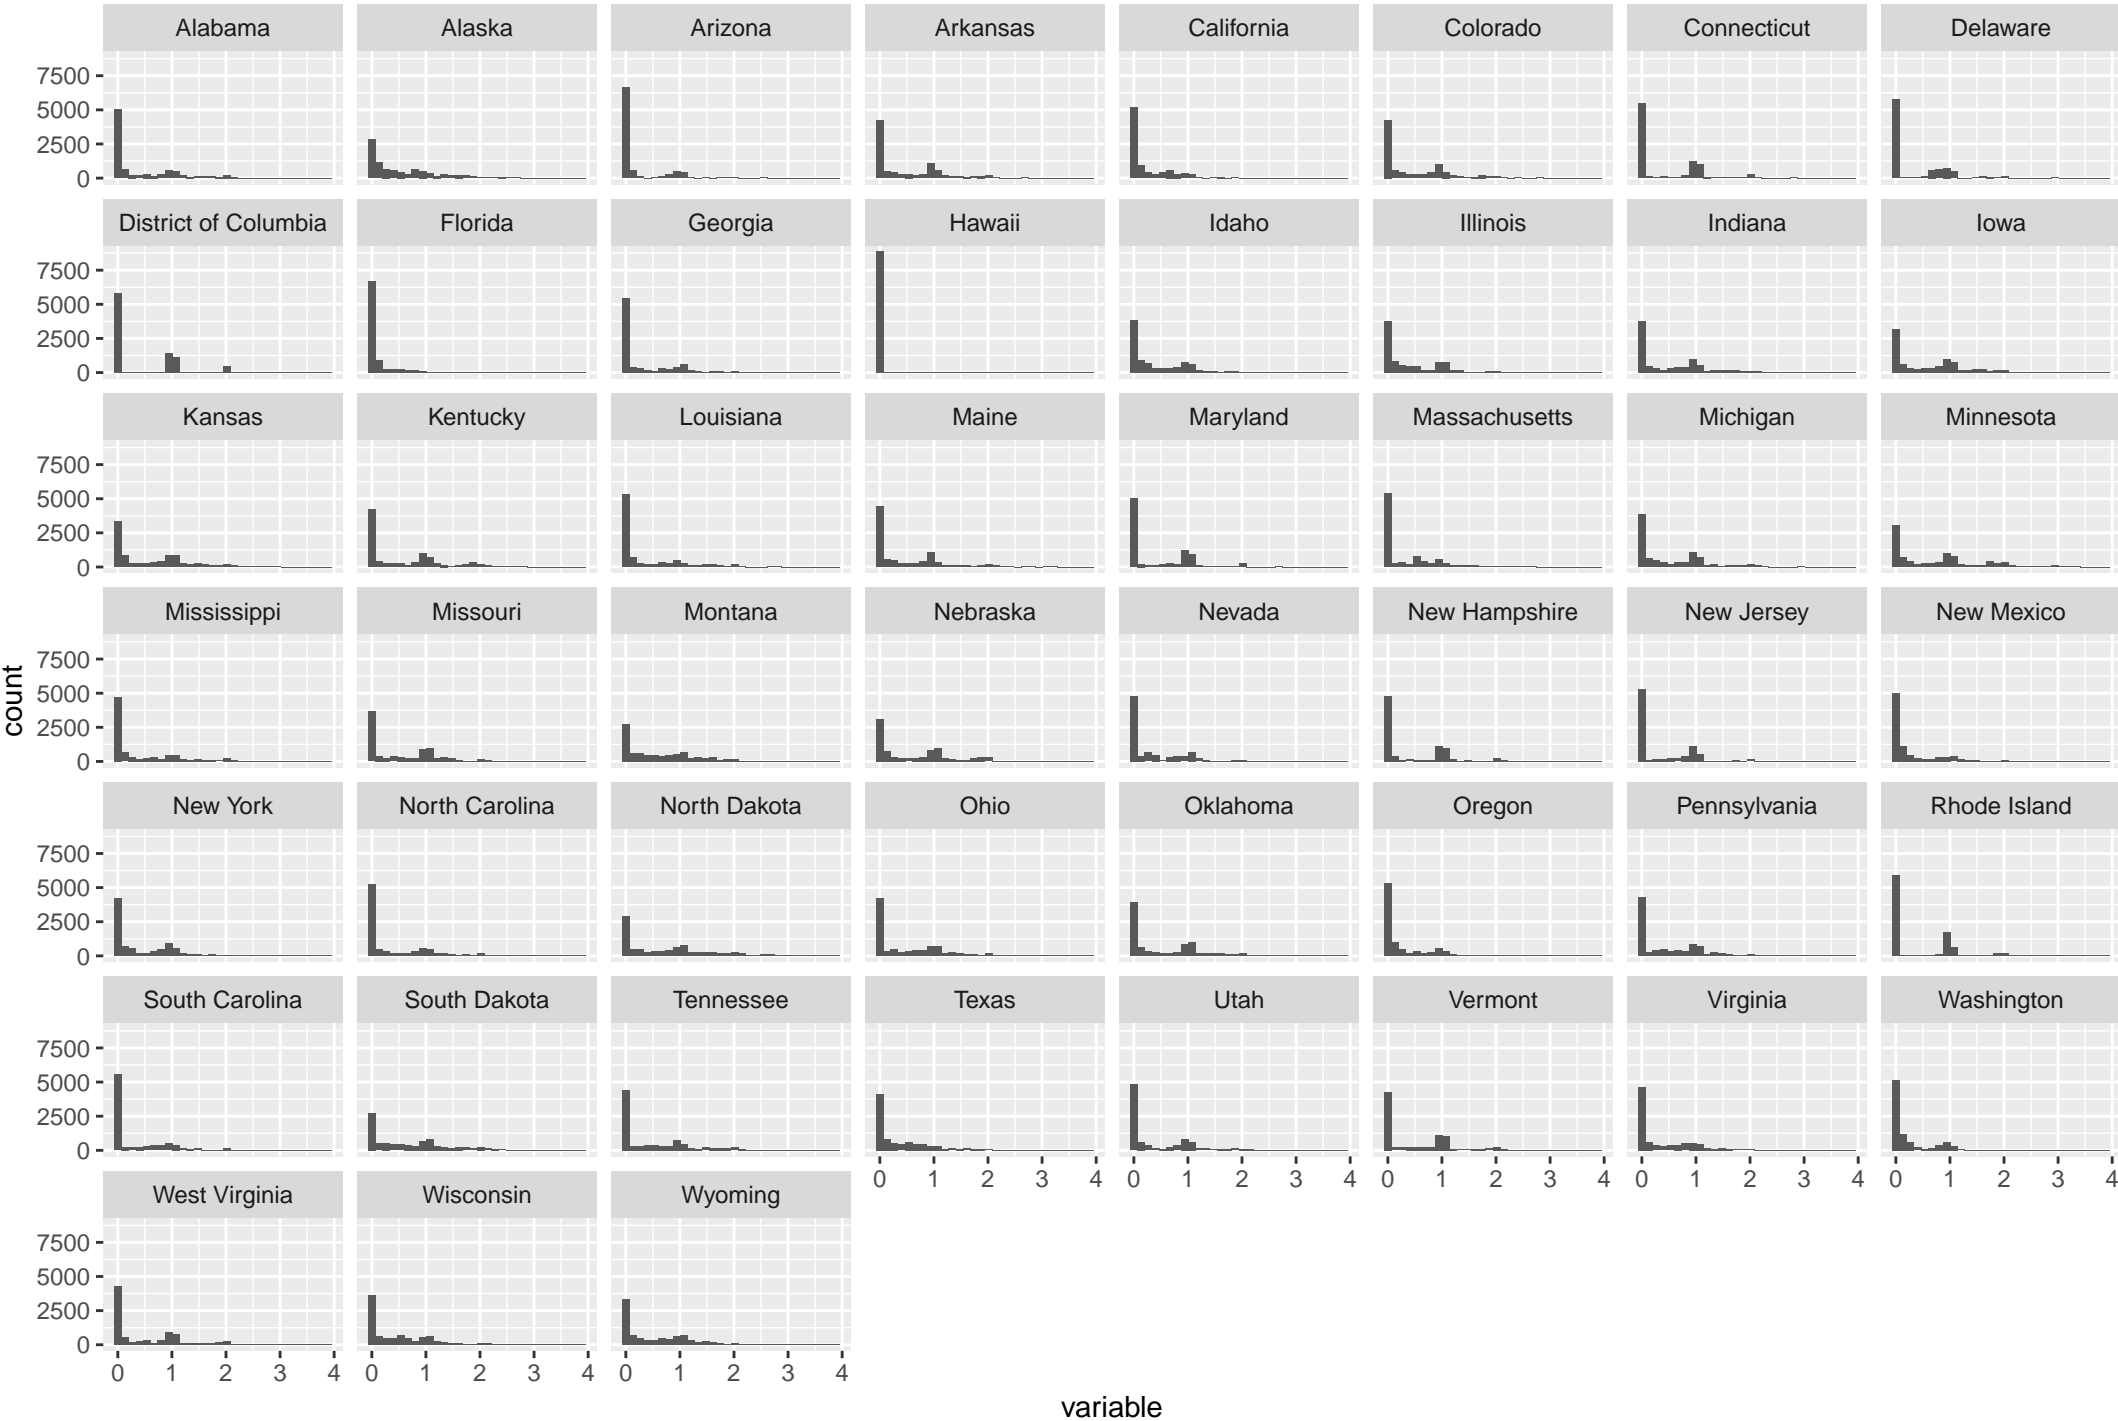 Alabama Alaska Arizona Arkansas California Colorado Connecticut Delaware
7500
5000
2500
0
District of Columbia Florida Georgia Hawaii Idaho Illinois Indiana Iowa
7500
5000
2500
0
Kansas Kentucky Louisiana Maine Maryland Massachusetts Michigan Minnesota
7500
5000
2500
0
Mississippi Missouri Montana Nebraska Nevada New Hampshire New Jersey New Mexico
7500
5000
2500
0
count
New York North Carolina North Dakota Ohio Oklahoma Oregon Pennsylvania Rhode Island
7500
5000
2500
0
South Carolina South Dakota Tennessee Texas Utah Vermont Virginia Washington
7500
5000
2500
0
0 1 2 3 4 0 1 2 3 4 0 1 2 3 4 0 1 2 3 4 0 1 2 3 4
West Virginia Wisconsin Wyoming
7500
5000
2500
0
0 1 2 3 4 0 1 2 3 4 0 1 2 3 4
variable